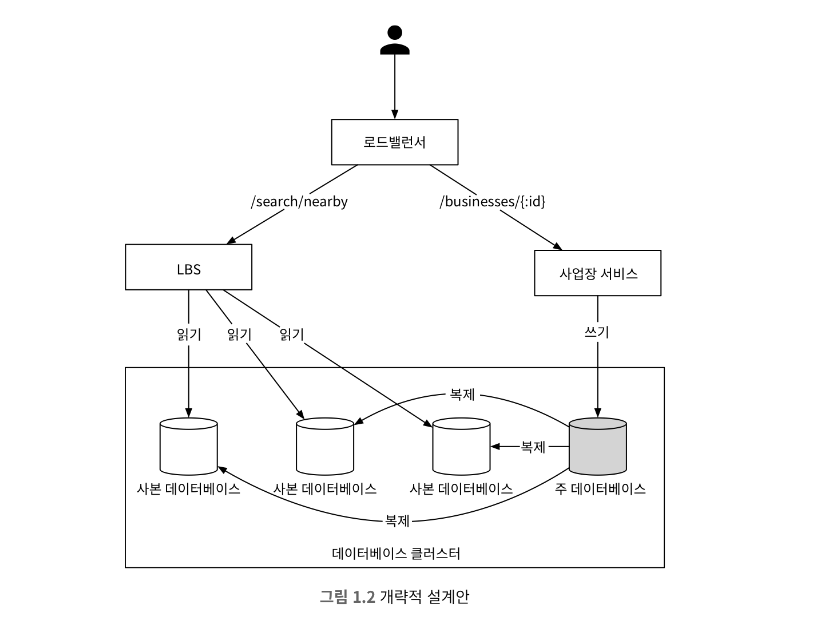 로드밸런서
/search/nearby
/businesses/{:id}
LBS
사업장 서비스
읽기
읽기
읽기
쓰기
복제
복제
사본 데이터베이스
사본 데이터베이스
사본 데이터베이스
주 데이터베이스
복제
데이터베이스 클러스터
그림 1.2 개략적 설계안